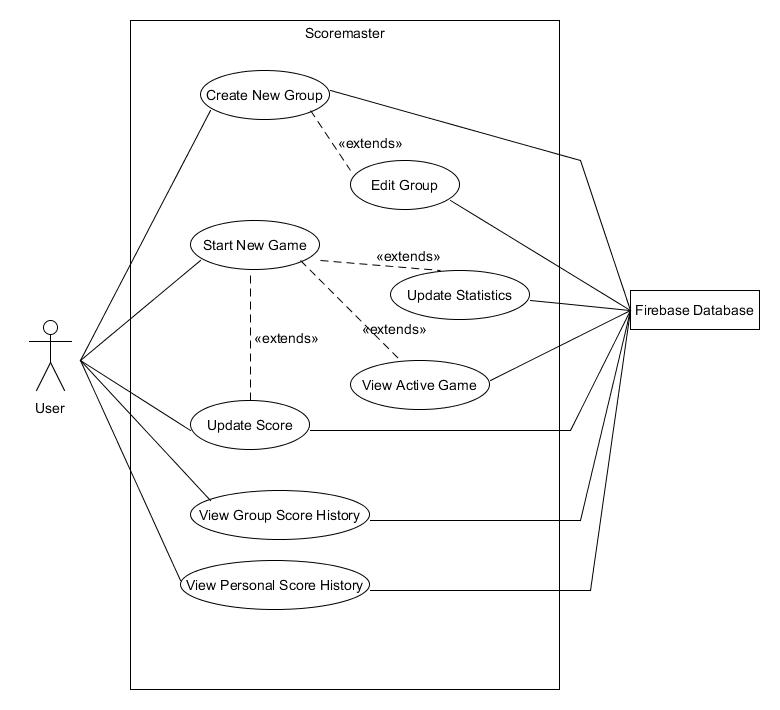 Scoremaster
Create New Group
«extends»
Edit Group
Start New Game
«extends»
Update Statistics
Firebase Database
«extends»
«extends»
View Active Game
User
Update Score
View Group Score History
View Personal Score History